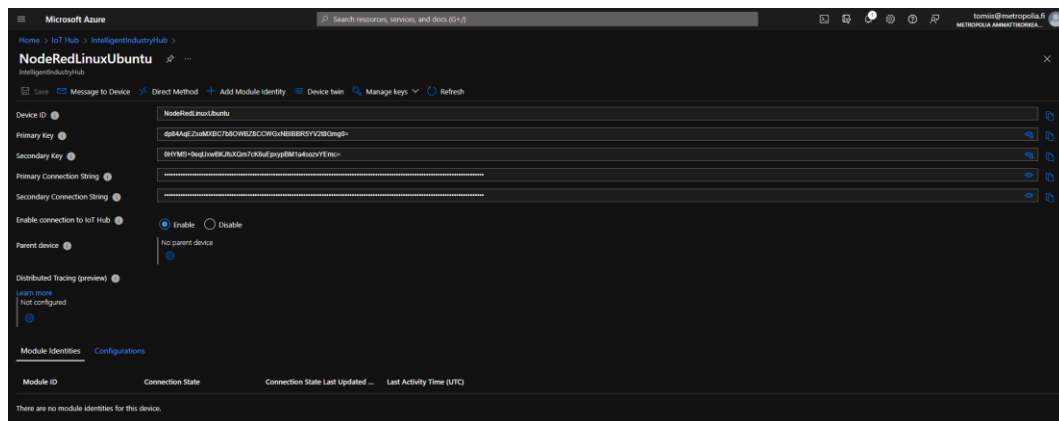 Microsoft Azure
Search resources, services, and docs (G+/)
1
tomiis@metropolia.fi
METROPOLIA AMMATTIKORKEA...
Home > IoT Hub > IntelligentIndustryHub >
NodeRedLinuxUbuntu
IntelligentIndustryHub
Save Message to Device Direct Method Add Module Identity Device twin Manage keys Refresh
Device ID NodeRedLinuxUbuntu
Primary Key
Secondary Key
Primary Connection String
Secondary Connection String
Enable connection to IoT Hub Enable Disable
Parent device No parent device
Distributed Tracing (preview)
Learn more
Not configured
Module Identities Configurations
Module ID Connection State Connection State Last Updated ... Last Activity Time (UTC)
There are no module identities for this device.